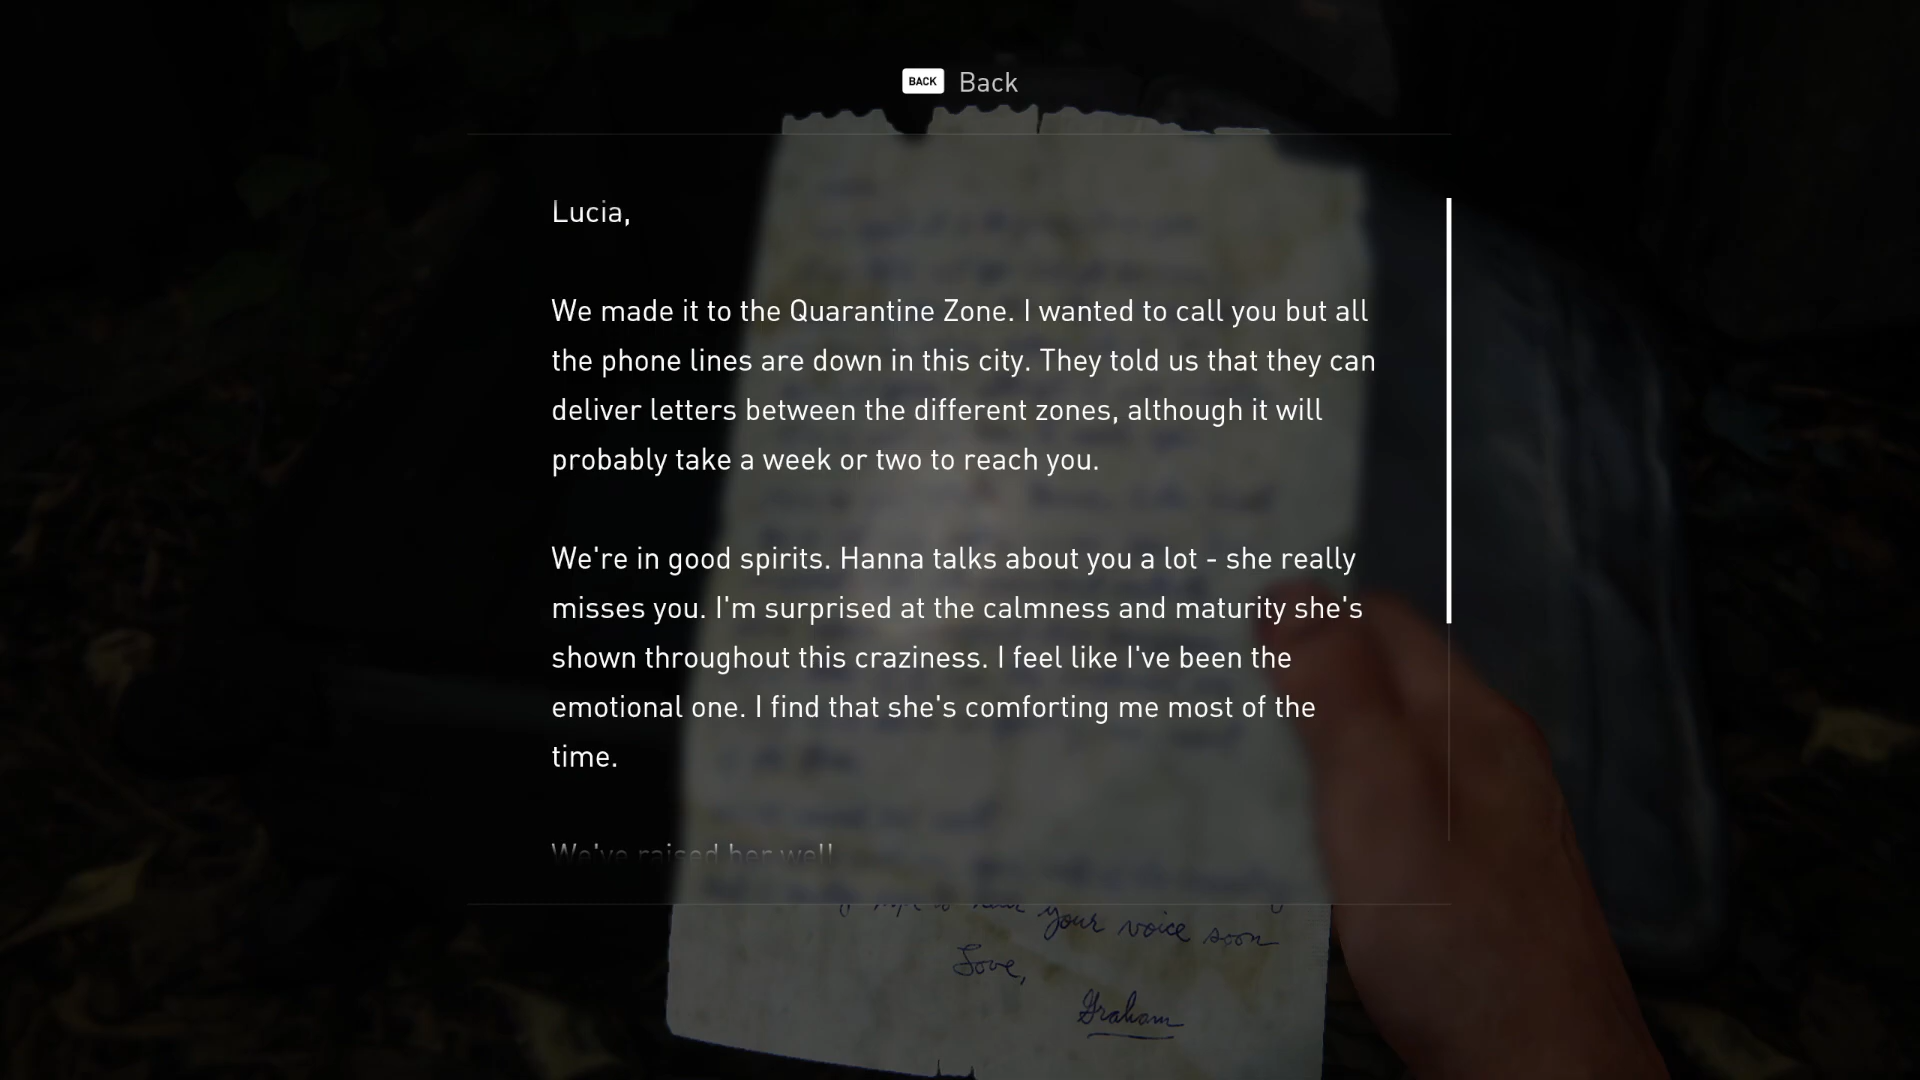 BACK Back
Lucia,
We made it to the Quarantine Zone. I wanted to call you but all
the phone lines are down in this city. They told us that they can
deliver letters between the different zones, although it will
probably take a week or two to reach you.
We're in good spirits. Hanna talks about you a lot - she really
misses you. I'm surprised at the calmness and maturity she's
shown throughout this craziness. I feel like I've been the
emotional one. I find that she's comforting me most of the
time.
We've raised her well
your voice soon
Love,
Graham